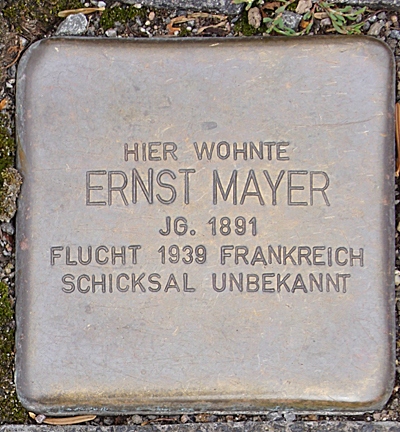 HIER WOHNTE
ERNST MAYER
JG. 1891
FLUCHT 1939 FRANKREICH
SCHICKSAL UNBEKANNT